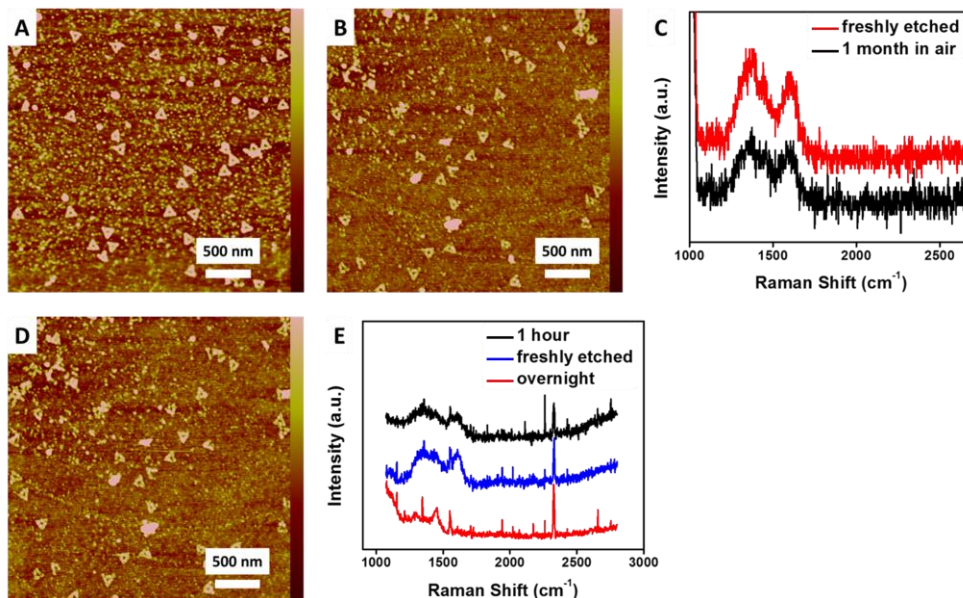 A
500 nm
B
500 nm
C
freshly etched
1 month in air
Intensity (a.u.)
1000 1500 2000 2500
Raman Shift (cm⁻¹)
D
500 nm
E
1 hour
freshly etched
overnight
Intensity (a.u.)
1000 1500 2000 2500 3000
Raman Shift (cm⁻¹)